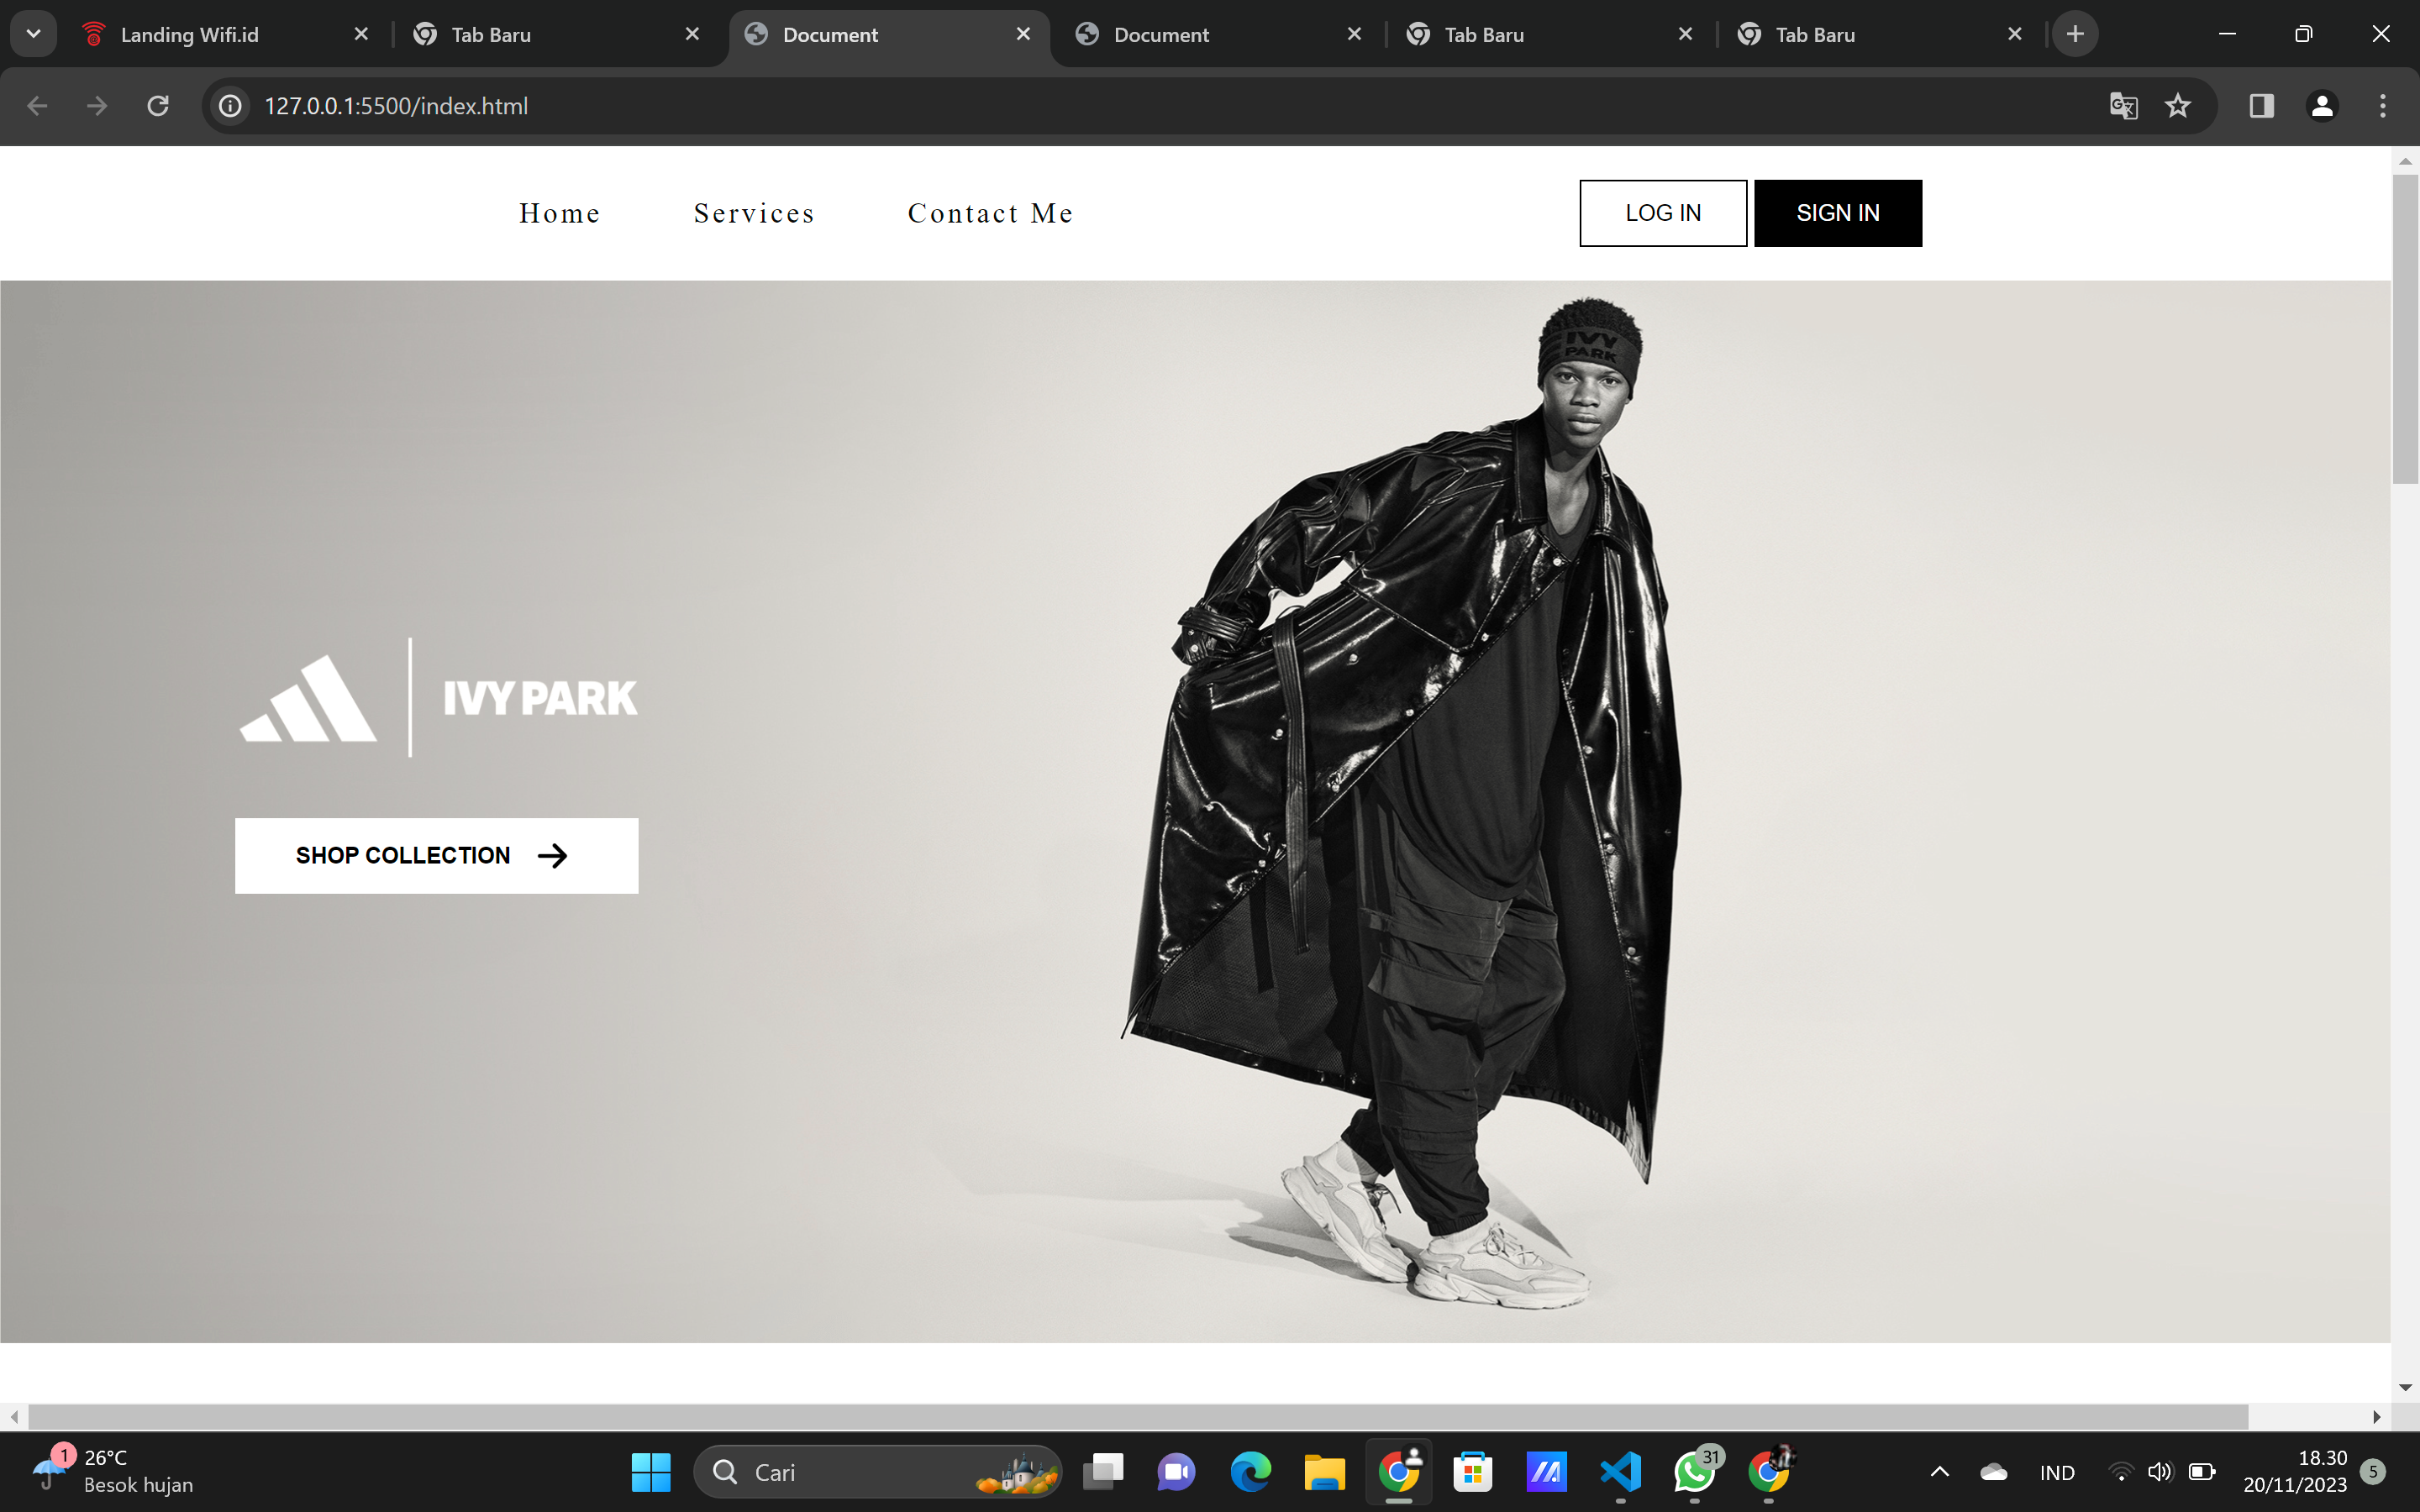 Landing Wifi.id
Tab Baru
Document
Document
Tab Baru
Tab Baru
127.0.0.1:5500/index.html
Home
Services
Contact Me
LOG IN
SIGN IN
IVY
PARK
IVY PARK
SHOP COLLECTION
1
26°C
Besok hujan
Cari
31
IND
18.30
20/11/2023
5